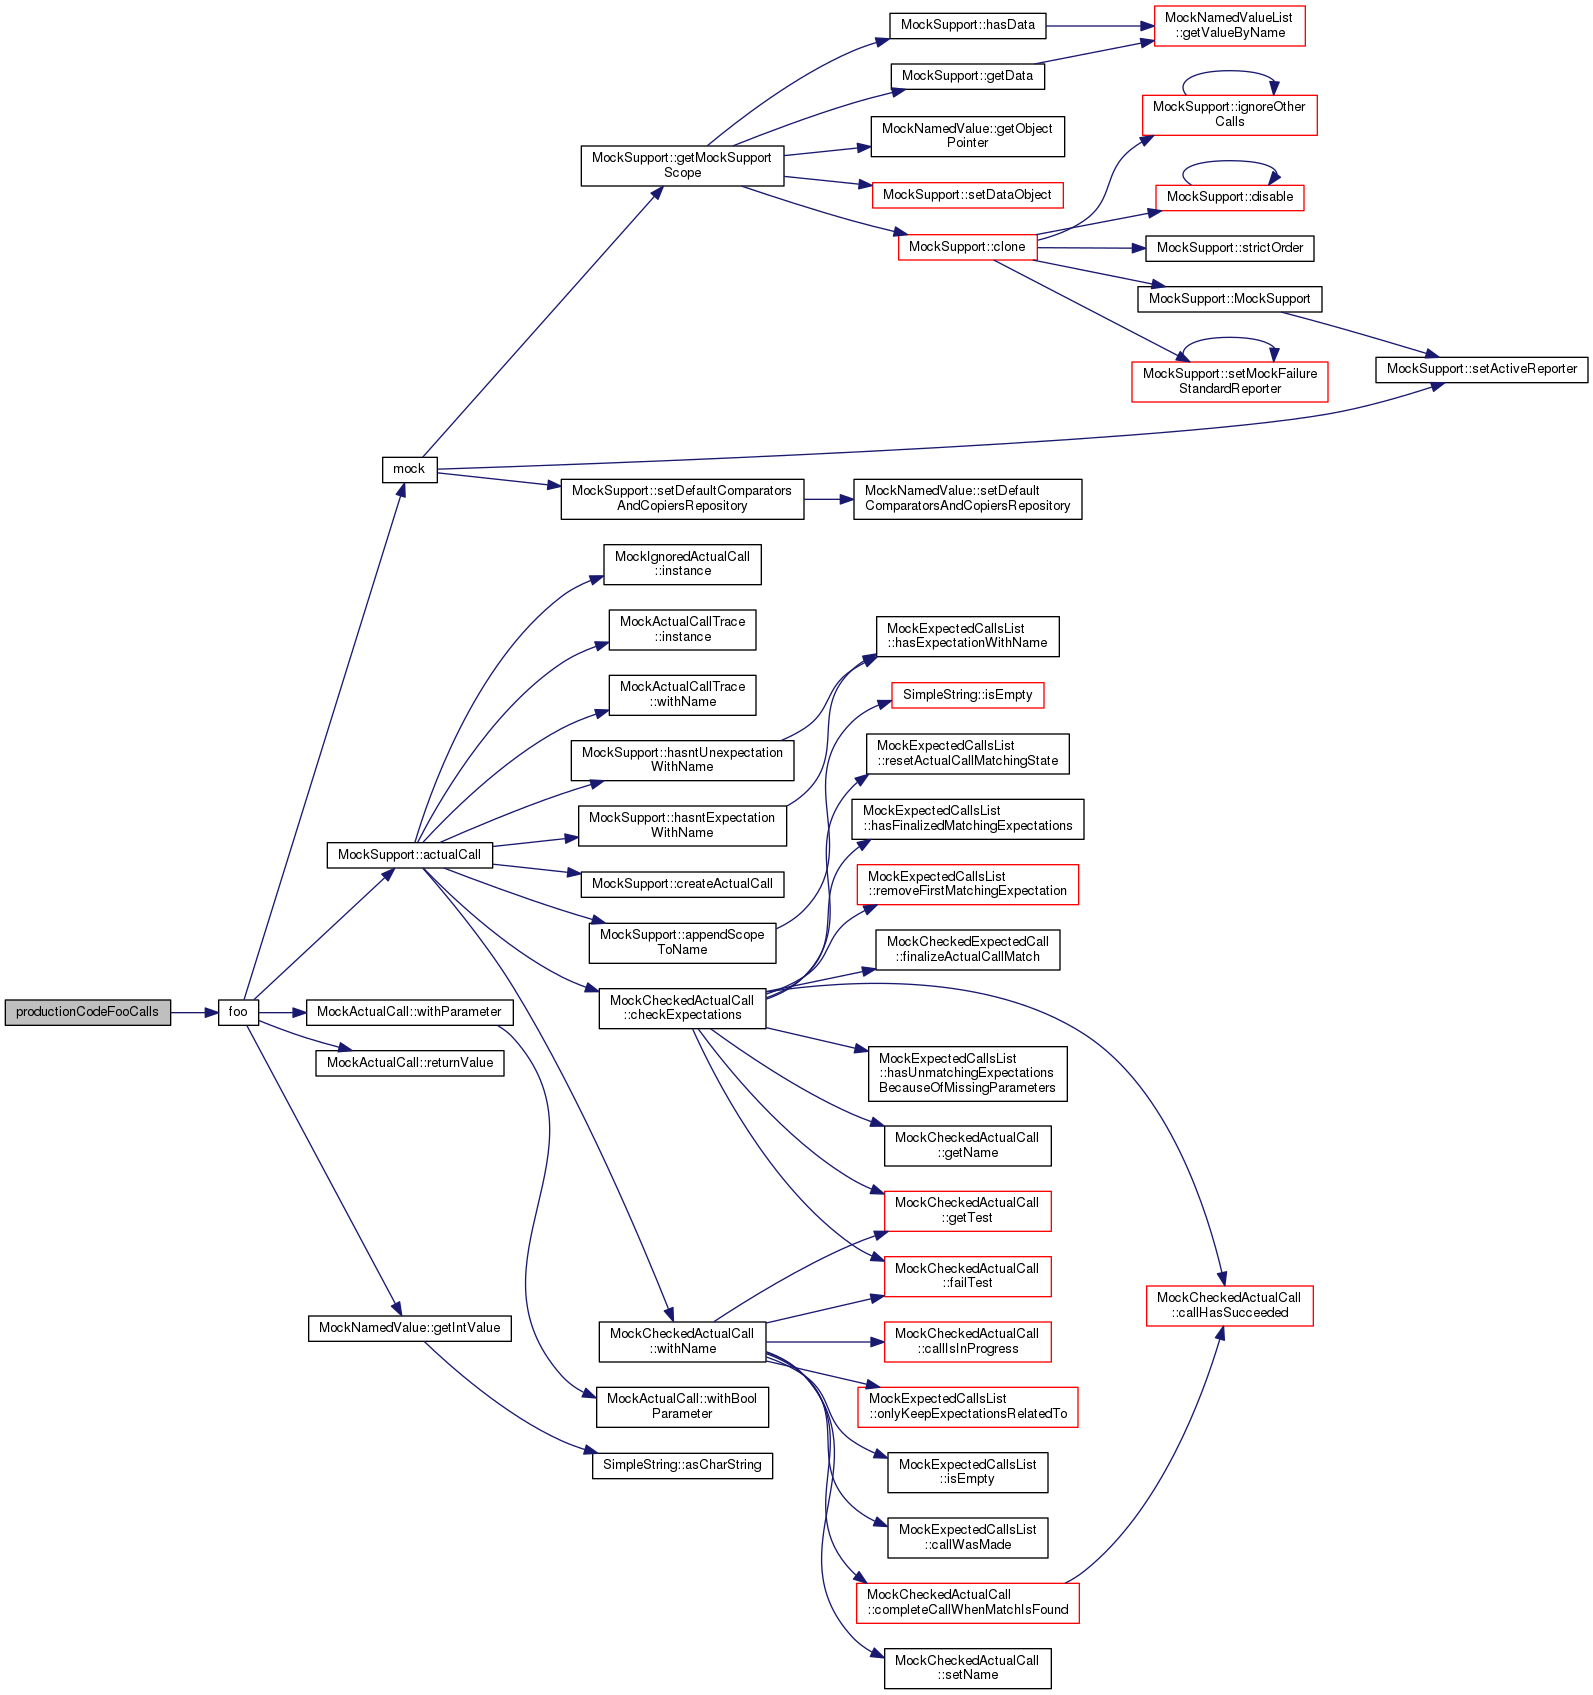 MockSupport::hasData
MockNamedValueList
::getValueByName
MockSupport::getData
MockSupport::ignoreOther
Calls
MockNamedValue::getObject
Pointer
MockSupport::getMockSupport
Scope
MockSupport::setDataObject
MockSupport::disable
MockSupport::clone
MockSupport::strictOrder
MockSupport::MockSupport
MockSupport::setMockFailure
StandardReporter
MockSupport::setActiveReporter
mock
MockSupport::setDefaultComparators
AndCopiersRepository
MockNamedValue::setDefault
ComparatorsAndCopiersRepository
MockIgnoredActualCall
::instance
MockActualCallTrace
::instance
MockExpectedCallsList
::hasExpectationWithName
MockActualCallTrace
::withName
SimpleString::isEmpty
MockSupport::hasntUnexpectation
WithName
MockExpectedCallsList
::resetActualCallMatchingState
MockSupport::hasntExpectation
WithName
MockExpectedCallsList
::hasFinalizedMatchingExpectations
MockSupport::actualCall
MockSupport::createActualCall
MockExpectedCallsList
::removeFirstMatchingExpectation
MockSupport::appendScope
ToName
MockCheckedExpectedCall
::finalizeActualCallMatch
productionCodeFooCalls
foo
MockActualCall::withParameter
MockCheckedActualCall
::checkExpectations
MockActualCall::returnValue
MockExpectedCallsList
::hasUnmatchingExpectations
BecauseOfMissingParameters
MockCheckedActualCall
::getName
MockCheckedActualCall
::getTest
MockCheckedActualCall
::failTest
MockCheckedActualCall
::callHasSucceeded
MockNamedValue::getIntValue
MockCheckedActualCall
::withName
MockCheckedActualCall
::callIsInProgress
MockActualCall::withBool
Parameter
MockExpectedCallsList
::onlyKeepExpectationsRelatedTo
SimpleString::asCharString
MockExpectedCallsList
::isEmpty
MockExpectedCallsList
::callWasMade
MockCheckedActualCall
::completeCallWhenMatchIsFound
MockCheckedActualCall
::setName